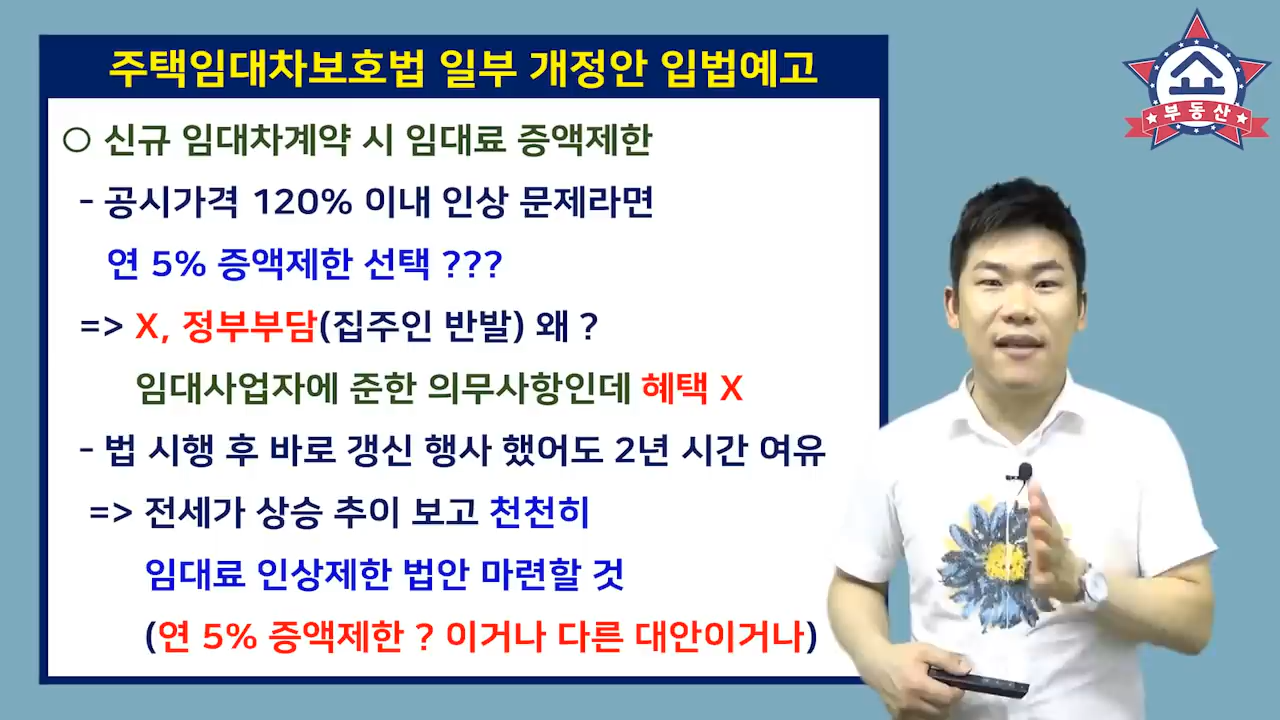 주택임대차보호법 일부 개정안 입법예고
○ 신규 임대차계약 시 임대료 증액제한
- 공시가격 120% 이내 인상 문제라면
연 5% 증액제한 선택 ???
=> X, 정부부담(집주인 반발) 왜 ?
임대사업자에 준한 의무사항인데 혜택 X
- 법 시행 후 바로 갱신 행사 했어도 2년 시간 여유
=> 전세가 상승 추이 보고 천천히
임대료 인상제한 법안 마련할 것
(연 5% 증액제한 ? 이거나 다른 대안이거나)
부동산